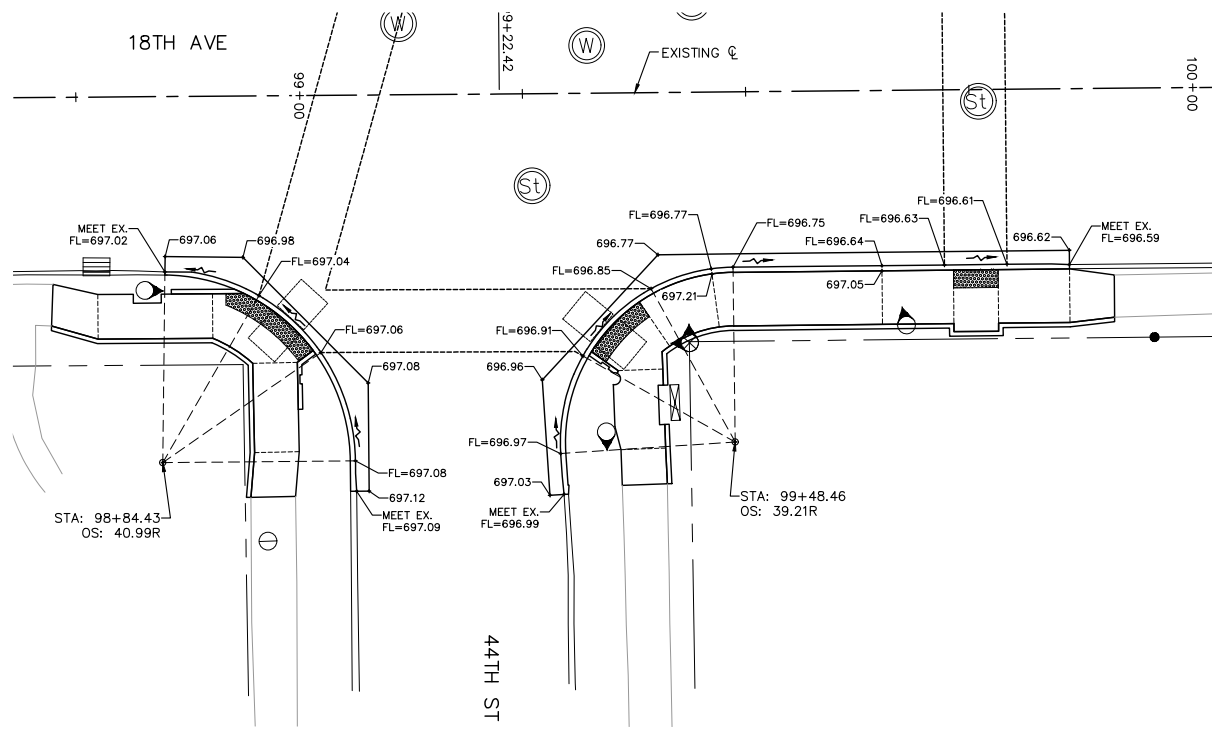 18TH AVE
9+22.42
W
W
EXISTING ℄
99+00
100+00
St
St
MEET EX.
FL=697.02
697.06
696.98
FL=697.04
FL=697.06
697.08
FL=697.08
697.12
MEET EX.
FL=697.09
STA: 98+84.43
OS: 40.99R
FL=696.77
696.77
FL=696.85
FL=696.91
696.96
FL=696.97
697.03
MEET EX.
FL=696.99
FL=696.75
697.21
FL=696.64
697.05
FL=696.63
FL=696.61
696.62
MEET EX.
FL=696.59
STA: 99+48.46
OS: 39.21R
44TH ST